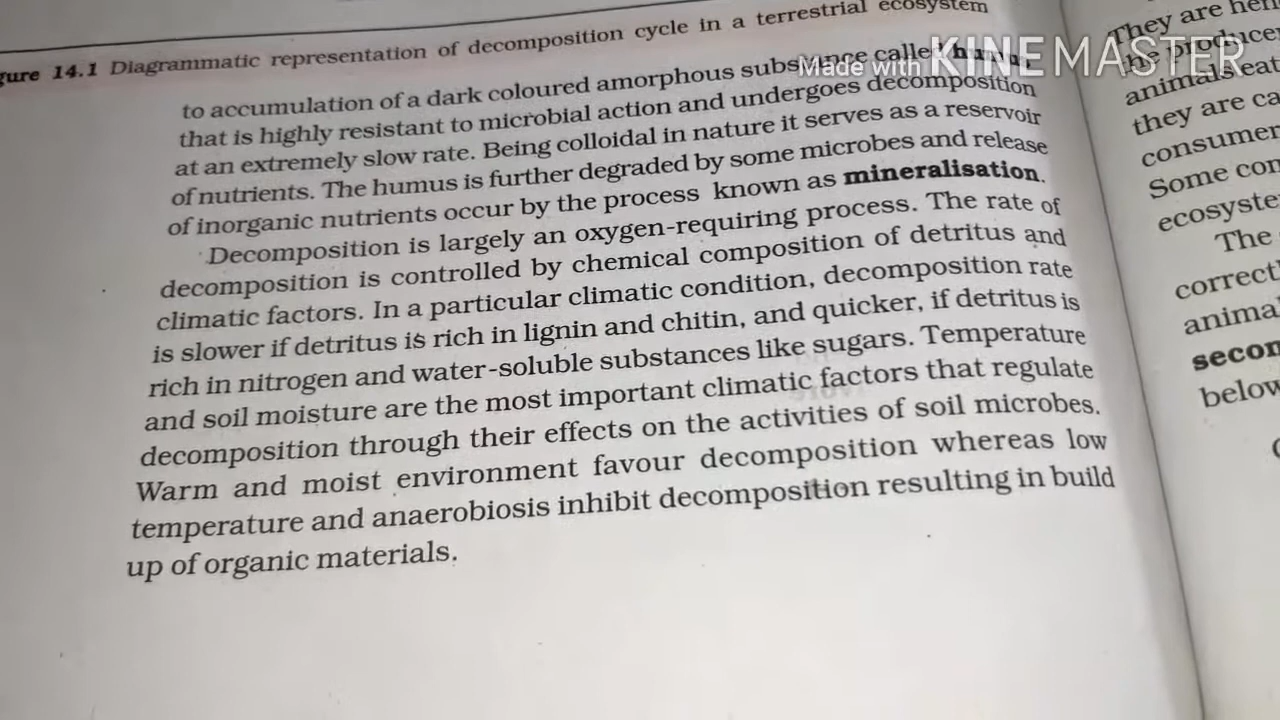 gure 14.1 Diagrammatic representation of decomposition cycle in a terrestrial ecosystem
to accumulation of a dark coloured amorphous substance called humus
that is highly resistant to microbial action and undergoes decomposition
at an extremely slow rate. Being colloidal in nature it serves as a reservoir
of nutrients. The humus is further degraded by some microbes and release
of inorganic nutrients occur by the process known as mineralisation.
Decomposition is largely an oxygen-requiring process. The rate of
decomposition is controlled by chemical composition of detritus and
climatic factors. In a particular climatic condition, decomposition rate
is slower if detritus is rich in lignin and chitin, and quicker, if detritus is
rich in nitrogen and water-soluble substances like sugars. Temperature
and soil moisture are the most important climatic factors that regulate
decomposition through their effects on the activities of soil microbes.
Warm and moist environment favour decomposition whereas low
temperature and anaerobiosis inhibit decomposition resulting in build
up of organic materials.
Made with KINEMASTER
They are
the producer
animals eat
they are ca
consumer
Some con
ecosyste
The
correctl
anima
secon
below